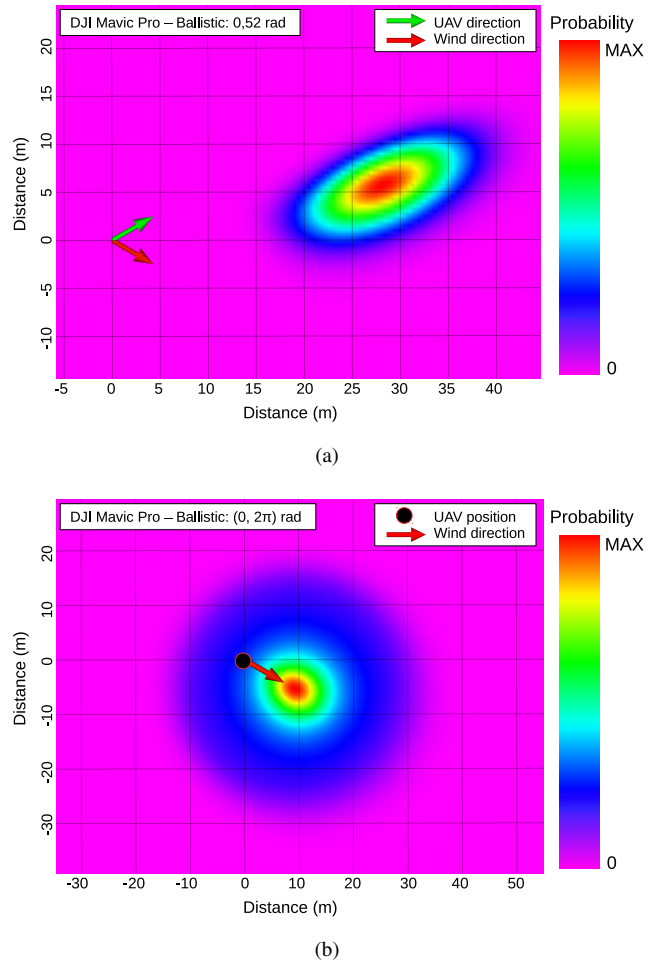 DJI Mavic Pro – Ballistic: 0,52 rad
UAV direction
Wind direction
Probability
MAX
0
Distance (m)
20
15
10
5
0
-5
-10
-5 0 5 10 15 20 25 30 35 40
Distance (m)
(a)
DJI Mavic Pro – Ballistic: (0, 2π) rad
UAV position
Wind direction
Probability
MAX
0
Distance (m)
20
10
0
-10
-20
-30
-30 -20 -10 0 10 20 30 40 50
Distance (m)
(b)